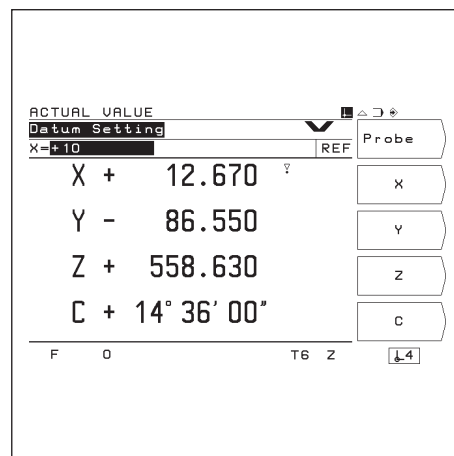 ACTUAL VALUE
Datum Setting
X=+10 REF
X + 12.670
Y - 86.550
Z + 558.630
C + 14° 36' 00"
F 0 T6 Z
Probe
X
Y
Z
C
4